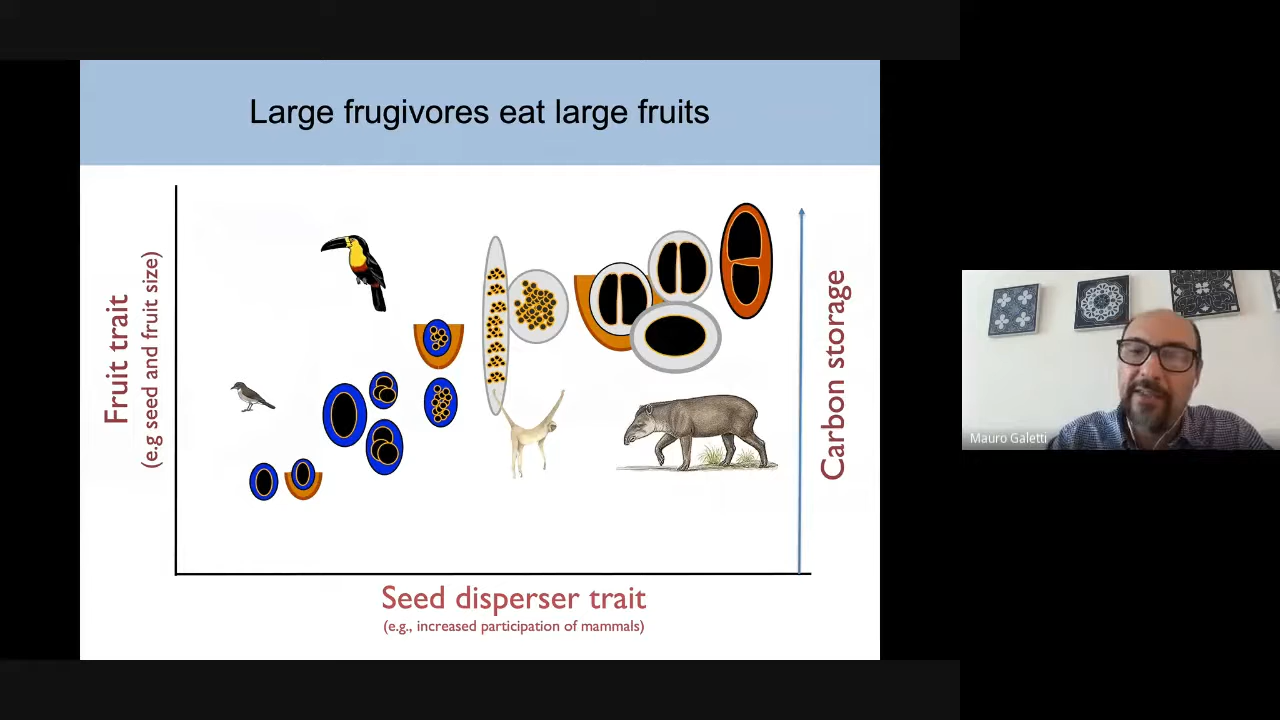 Large frugivores eat large fruits
Fruit trait
(e.g seed and fruit size)
Carbon storage
Mauro Galetti
Seed disperser trait
(e.g., increased participation of mammals)